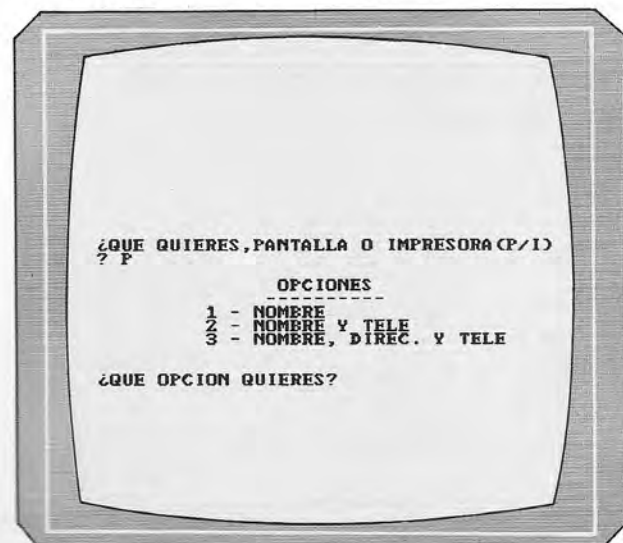 ¿QUE QUIERES,PANTALLA O IMPRESORA(P/I)
? P
OPCIONES
----------
1 - NOMBRE
2 - NOMBRE Y TELE
3 - NOMBRE, DIREC. Y TELE
¿QUE OPCION QUIERES?